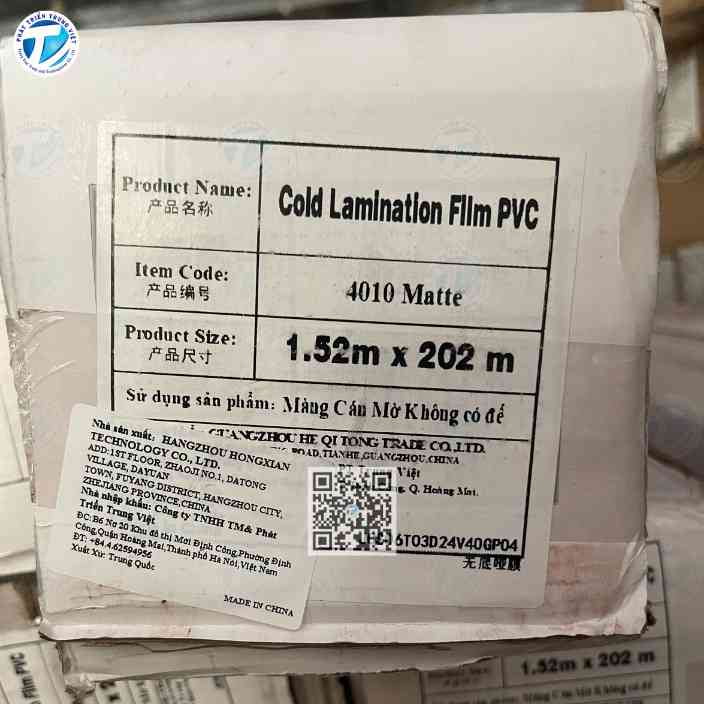 PHÁT TRIỂN TRUNG VIỆT
Product Name:
产品名称
Cold Lamination Film PVC
Item Code:
产品编号
4010 Matte
Product Size:
产品尺寸
1.52m x 202 m
Sử dụng sản phẩm: Màng Cán Mờ Không có đế
GUANGZHOU HE QI TONG TRADE CO.,LTD.
ROAD,TIANHE,GUANGZHOU,CHINA
Việt
Q. Hoàng Mai.
16T03D24V40GP04
无底哑膜
Nhà sản xuất: HANGZHOU HONGXIAN
TECHNOLOGY CO., LTD.
ADD:1ST FLOOR, ZHAOJI NO.1, DATONG
VILLAGE, DAYUAN
TOWN, FUYANG DISTRICT, HANGZHOU CITY,
ZHEJIANG PROVINCE,CHINA
Nhà nhập khẩu: Công ty TNHH TM& Phát
Triển Trung Việt
ĐC:B6 Nơ 20 Khu đô thị Mới Định Công,Phường Định
Công,Quận Hoàng Mai,Thành phố Hà Nội,Việt Nam
ĐT: +84.4.62594956
Xuất Xứ: Trung Quốc
MADE IN CHINA
Film PVC
1.52m x 202 m